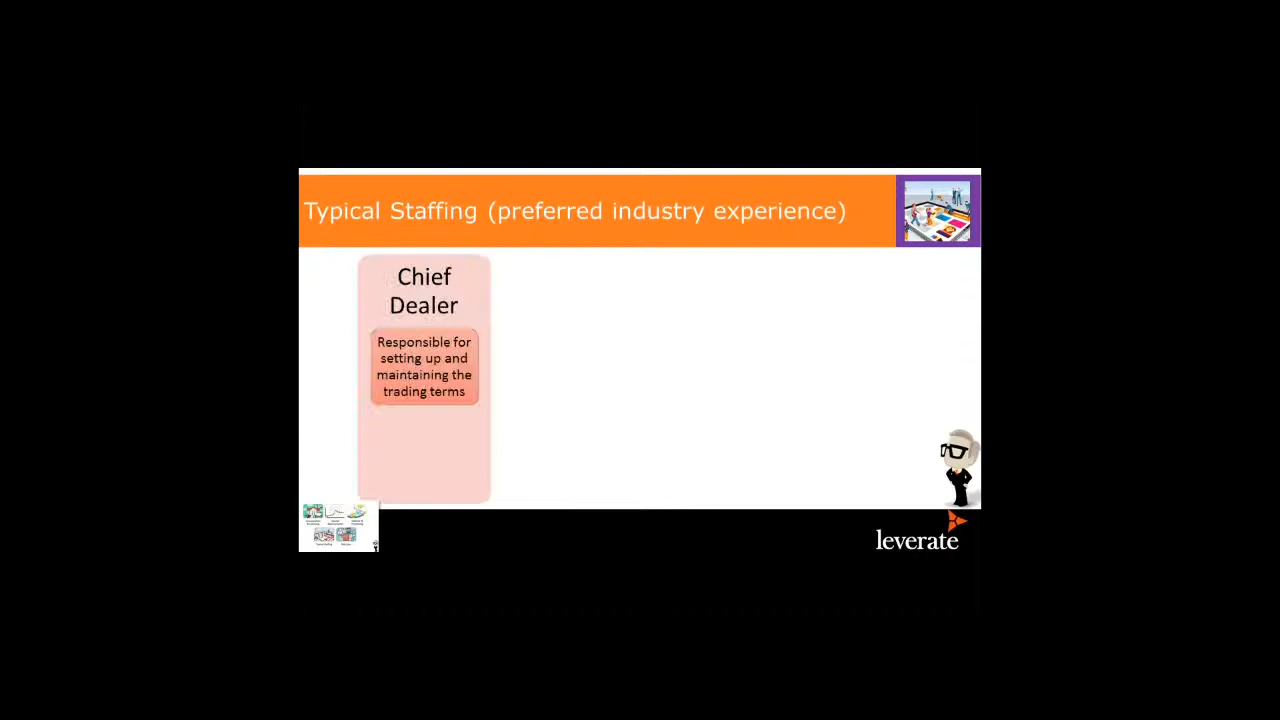 Typical Staffing (preferred industry experience)
Chief
Dealer
Responsible for
setting up and
maintaining the
trading terms
leverate